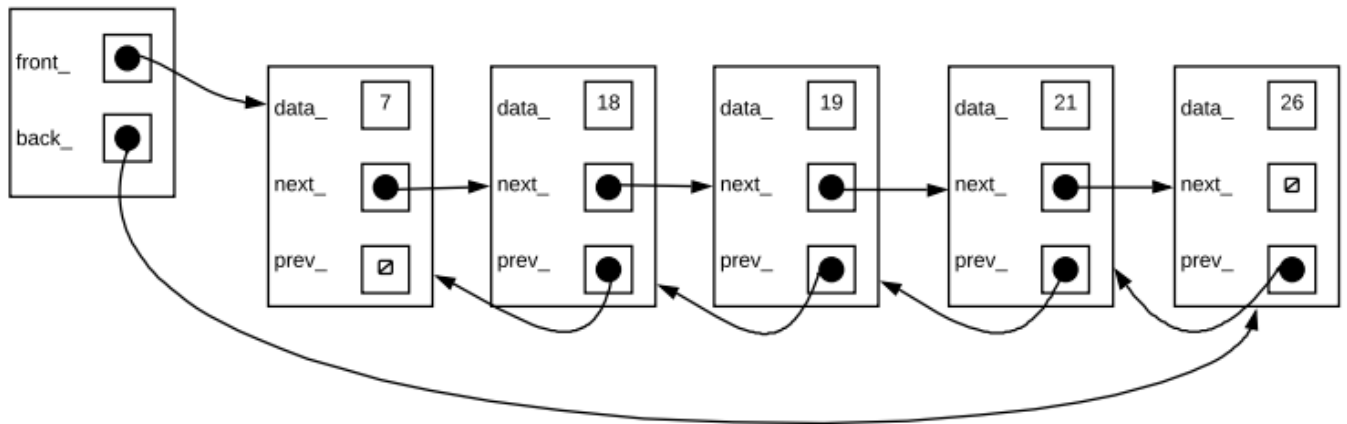 front_
back_
data_ 7
next_
prev_
data_ 18
next_
prev_
data_ 19
next_
prev_
data_ 21
next_
prev_
data_ 26
next_
prev_